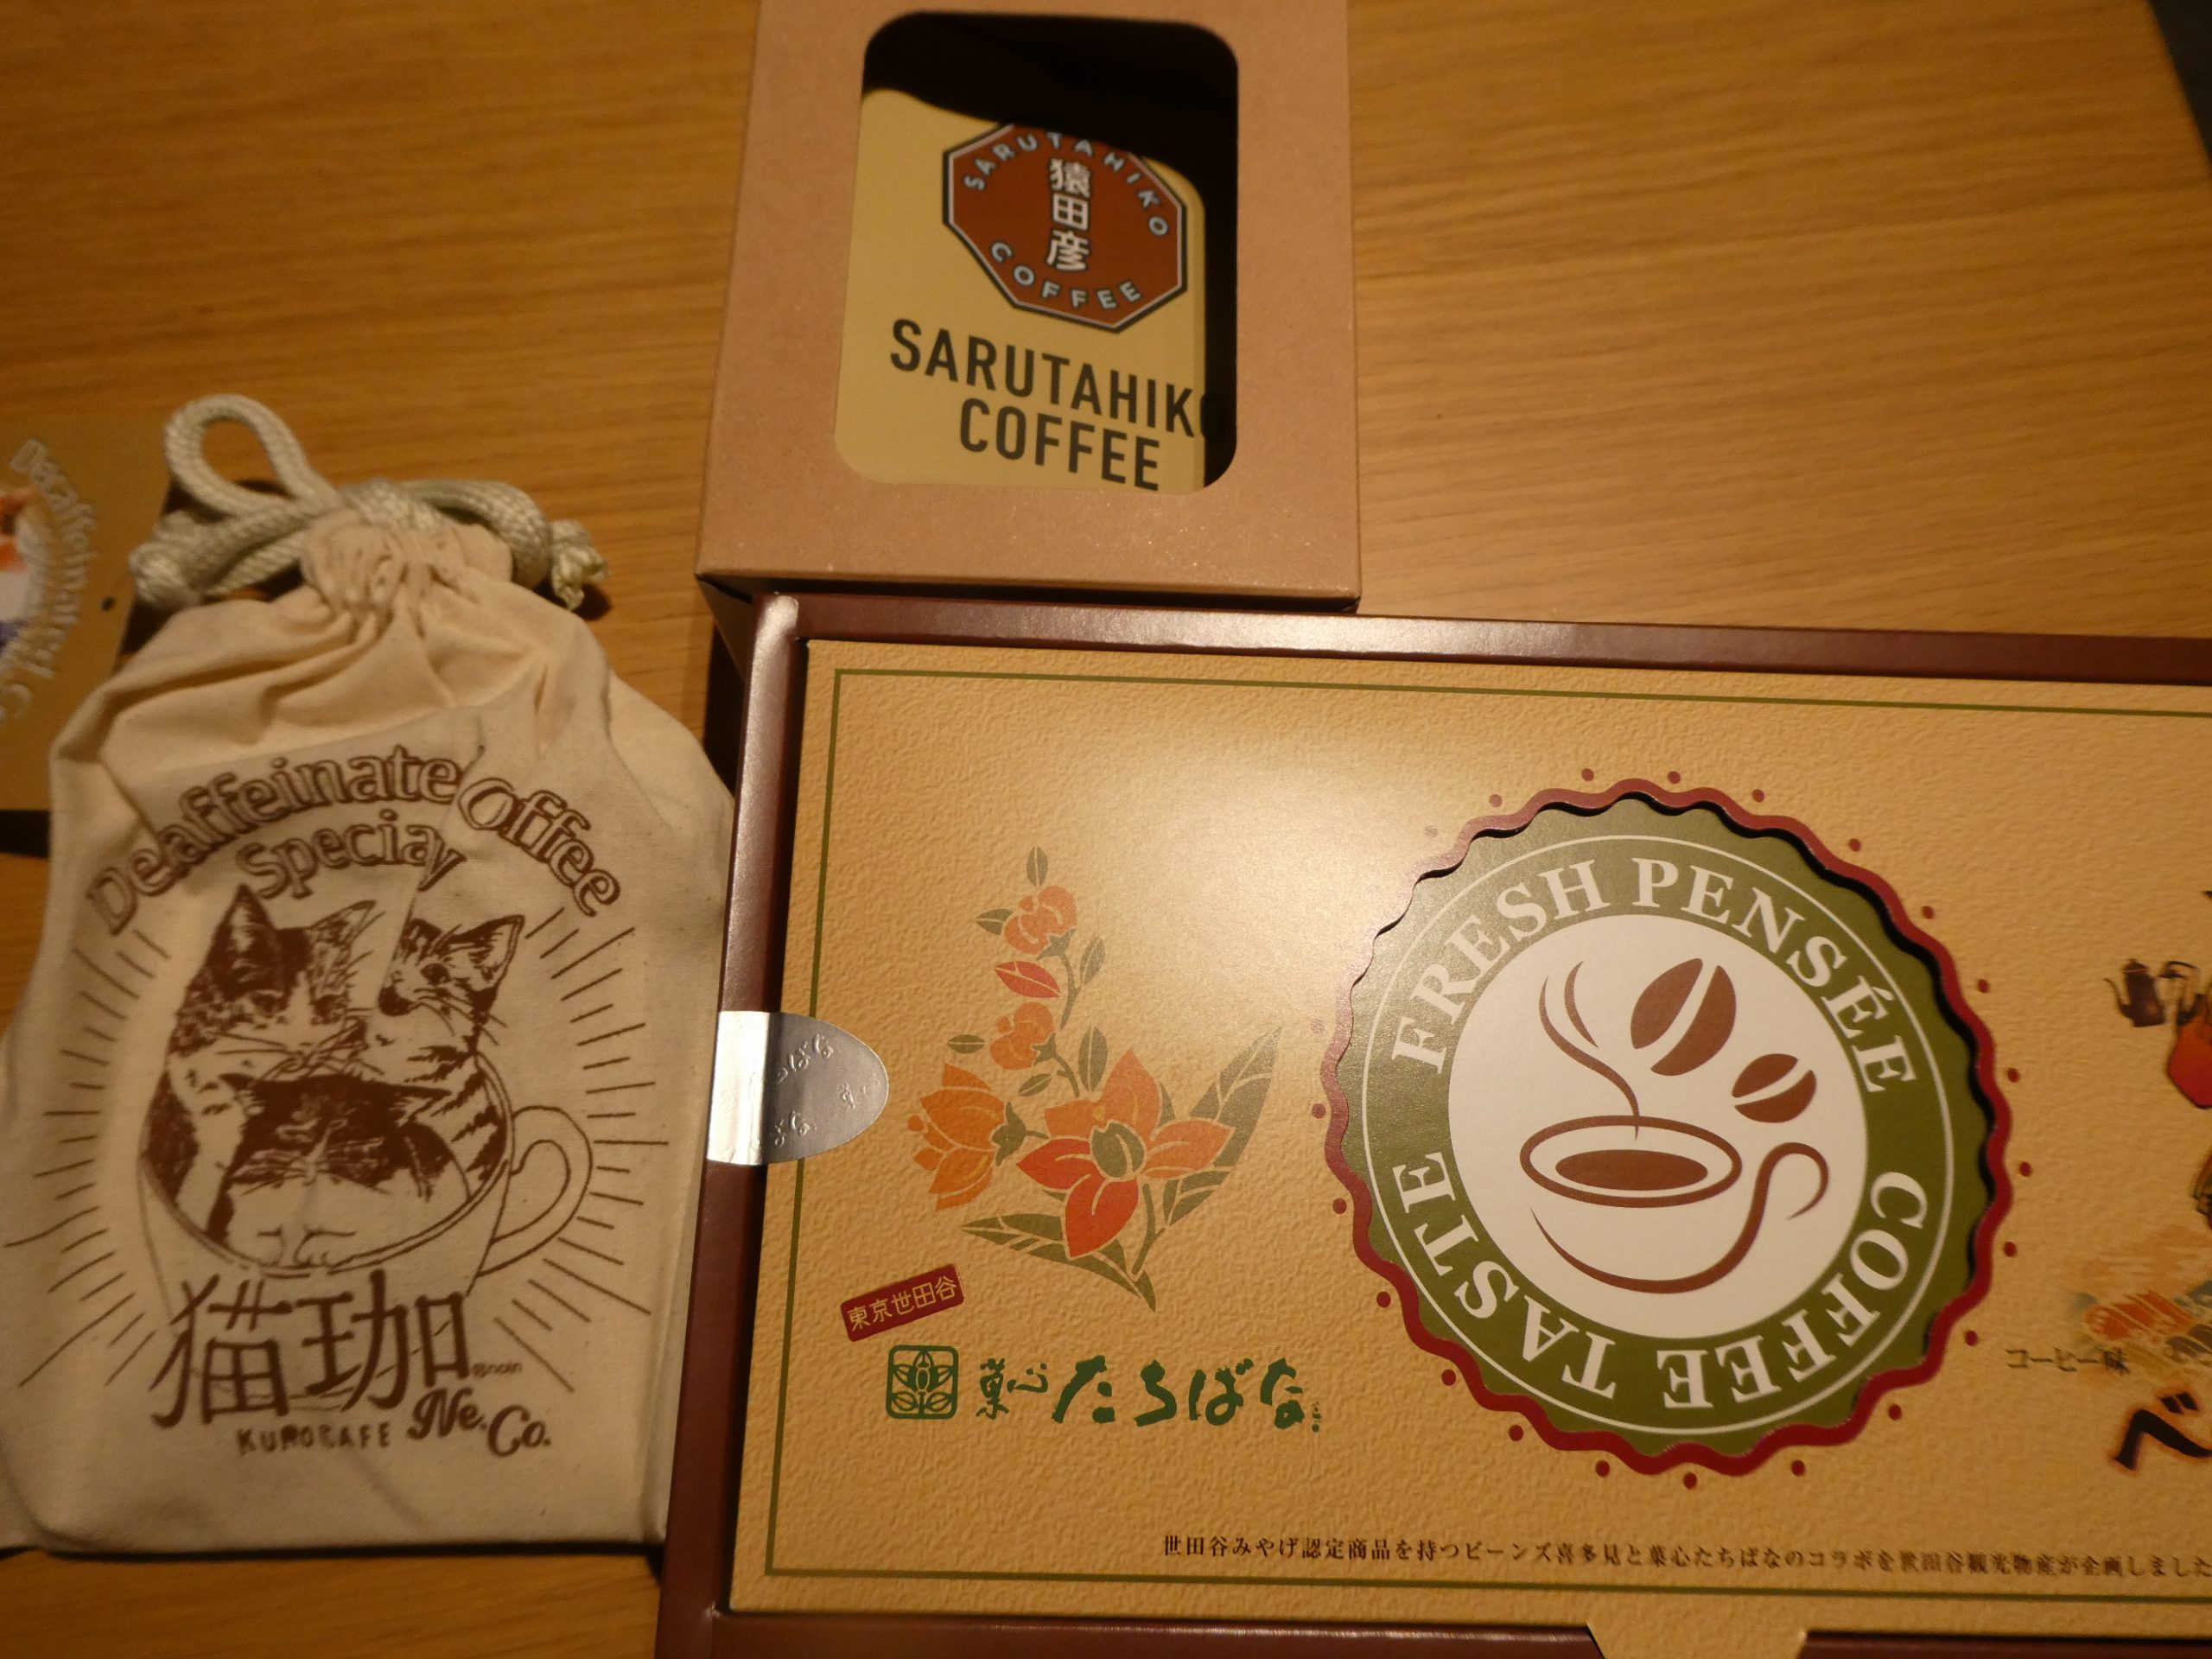 SARUTAHIKO
猿田彦
COFFEE
SARUTAHIKO
COFFEE
Decaffeinated
Decaffeinate Coffee
Special
猫珈
KUROCAFE Ne.Co.
FRESH PENSÉE
COFFEE TASTE
東京世田谷
菓心たちばな
コーヒー味
べ
世田谷みやげ認定商品を持つビーンズ喜多見と菓心たちばなのコラボを世田谷観光物産が企画しました